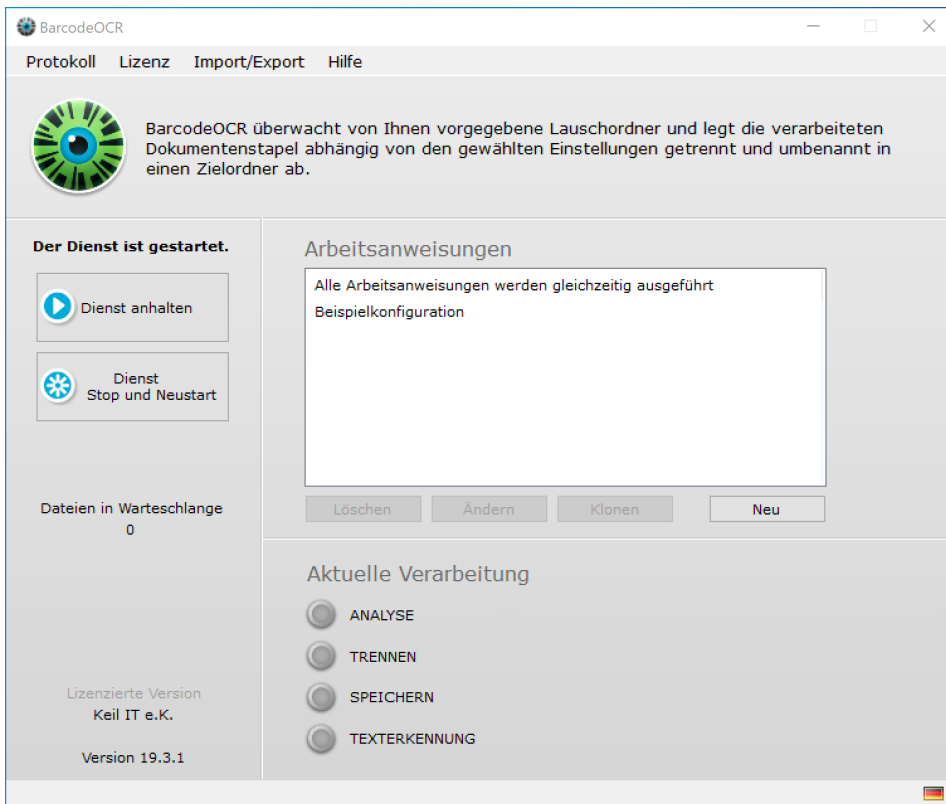 BarcodeOCR
Protokoll Lizenz Import/Export Hilfe
BarcodeOCR überwacht von Ihnen vorgegebene Lauschordner und legt die verarbeiteten
Dokumentenstapel abhängig von den gewählten Einstellungen getrennt und umbenannt in
einen Zielordner ab.
Der Dienst ist gestartet.
Dienst anhalten
Dienst
Stop und Neustart
Dateien in Warteschlange
0
Lizenzierte Version
Keil IT e.K.
Version 19.3.1
Arbeitsanweisungen
Alle Arbeitsanweisungen werden gleichzeitig ausgeführt
Beispielkonfiguration
Löschen Ändern Klonen Neu
Aktuelle Verarbeitung
ANALYSE
TRENNEN
SPEICHERN
TEXTERKENNUNG